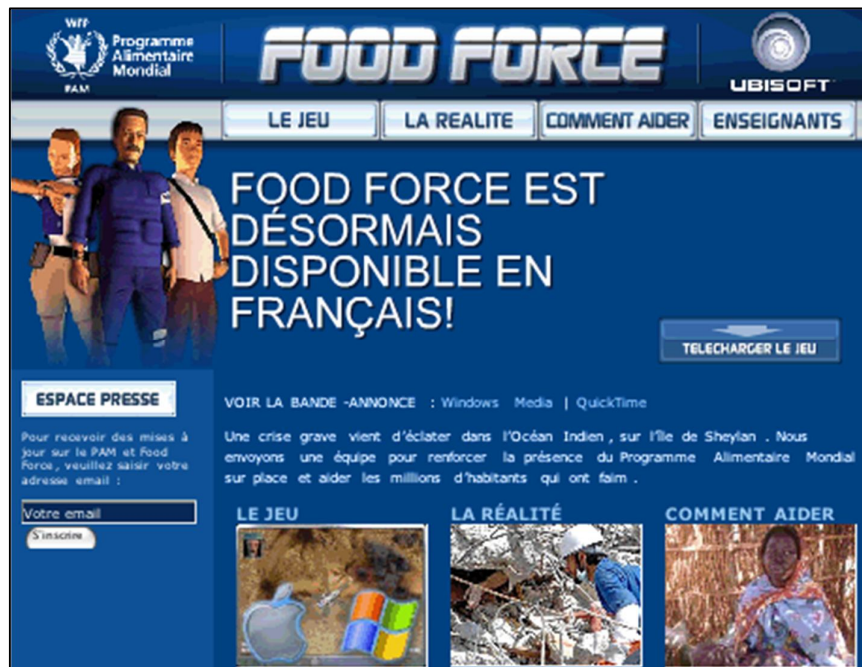 WFP
Programme
Alimentaire
Mondial
PAM
FOOD FORCE
UBISOFT
LE JEU
LA REALITE
COMMENT AIDER
ENSEIGNANTS
FOOD FORCE EST
DÉSORMAIS
DISPONIBLE EN
FRANÇAIS!
TELECHARGER LE JEU
ESPACE PRESSE
Pour recevoir des mises à
jour sur le PAM et Food
Force, veuillez saisir votre
adresse email :
Votre email
S'inscrire
VOIR LA BANDE -ANNONCE : Windows Media | QuickTime
Une crise grave vient d'éclater dans l'Océan Indien , sur l'île de Sheylan . Nous
envoyons une équipe pour renforcer la présence du Programme Alimentaire Mondial
sur place et aider les millions d'habitants qui ont faim .
LE JEU
LA RÉALITÉ
COMMENT AIDER